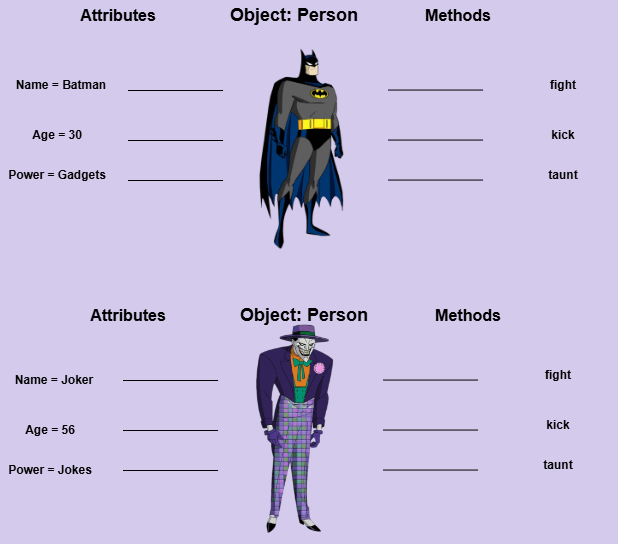 Attributes Object: Person Methods
Name = Batman fight
Age = 30 kick
Power = Gadgets taunt
Attributes Object: Person Methods
Name = Joker fight
Age = 56 kick
Power = Jokes taunt